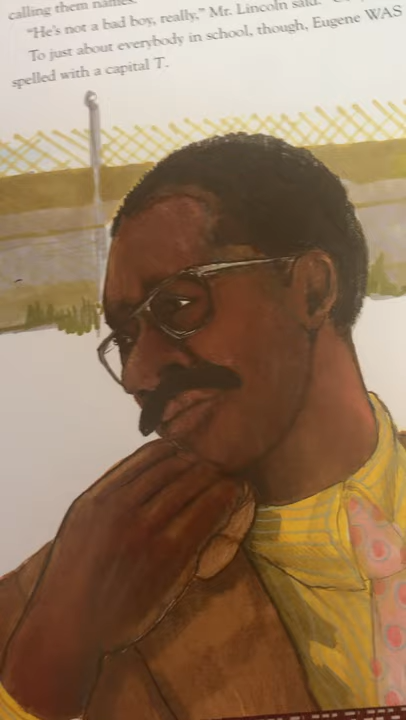 calling them names.
"He's not a bad boy, really," Mr. Lincoln said.
To just about everybody in school, though, Eugene WAS
spelled with a capital T.